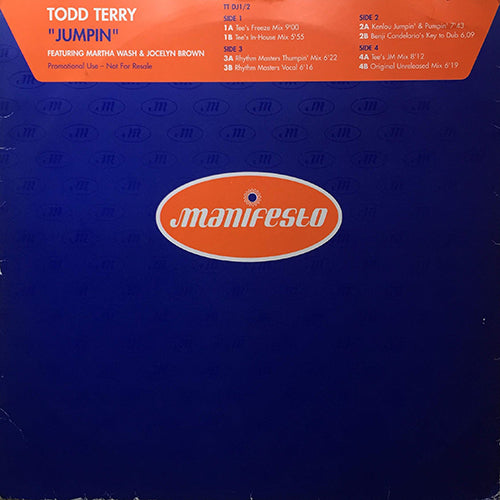 TODD TERRY
"JUMPIN"
FEATURING MARTHA WASH & JOCELYN BROWN
Promotional Use – Not For Resale
TT DJ1/2
SIDE 1
1A Tee's Freeze Mix 9'00
1B Tee's In-House Mix 5'55
SIDE 2
2A Kenlou Jumpin' & Pumpin' 7'43
2B Benji Candelario's Key to Dub 6,09
SIDE 3
3A Rhythm Masters Thumpin' Mix 6'22
3B Rhythm Masters Vocal 6'16
SIDE 4
4A Tee's JM Mix 8'12
4B Original Unreleased Mix 6'19
manifesto